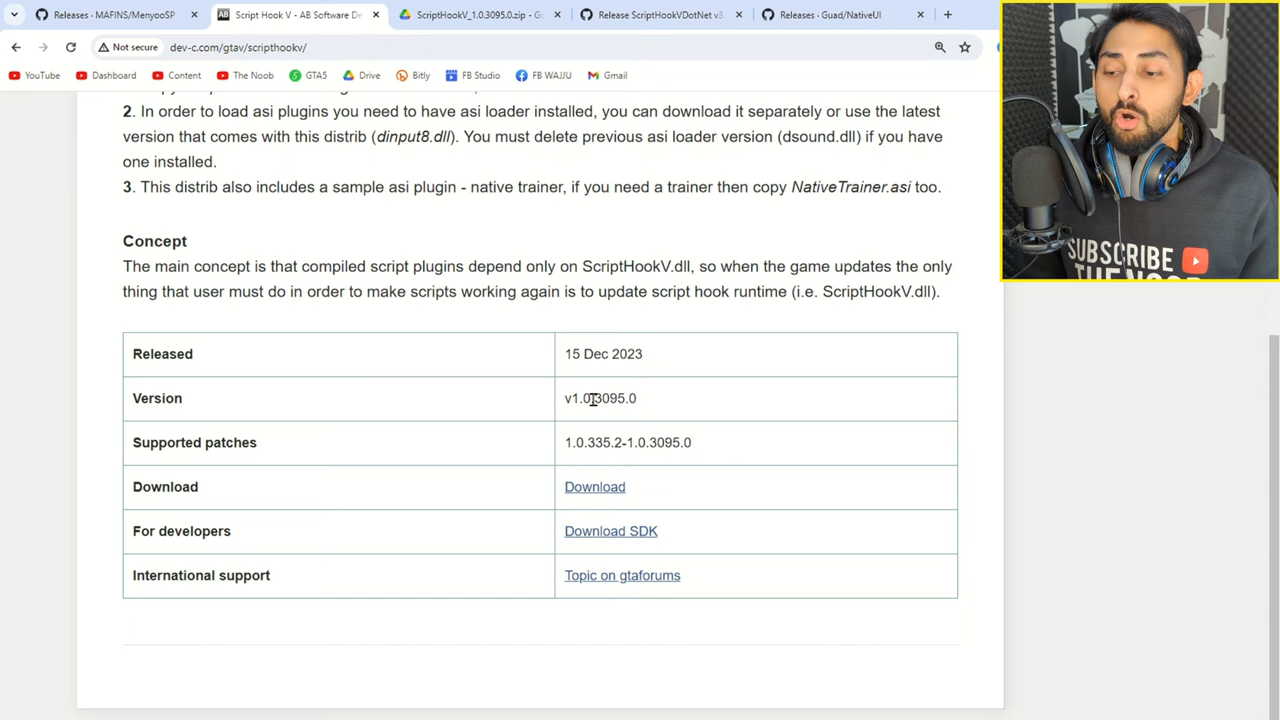 Releases · MAFINS/MenyooSP
Script Hook V - AB Software De
ScriptHookV_1.0.3095.0.zip - Go
Release ScriptHookVDotNet v3.
Releases · Guad/NativeUI
Not secure
dev-c.com/gtav/scripthookv/
YouTube
Dashboard
Content
The Noob
GTA5
Drive
Bitly
FB Studio
FB WAJJU
Gmail
2. In order to load asi plugins you need to have asi loader installed, you can download it separately or use the latest
version that comes with this distrib (dinput8.dll). You must delete previous asi loader version (dsound.dll) if you have
one installed.
3. This distrib also includes a sample asi plugin - native trainer, if you need a trainer then copy NativeTrainer.asi too.
SUBSCRIBE
THE NOOB
Concept
The main concept is that compiled script plugins depend only on ScriptHookV.dll, so when the game updates the only
thing that user must do in order to make scripts working again is to update script hook runtime (i.e. ScriptHookV.dll).
Released 15 Dec 2023
Version v1.0.3095.0
Supported patches 1.0.335.2-1.0.3095.0
Download Download
For developers Download SDK
International support Topic on gtaforums